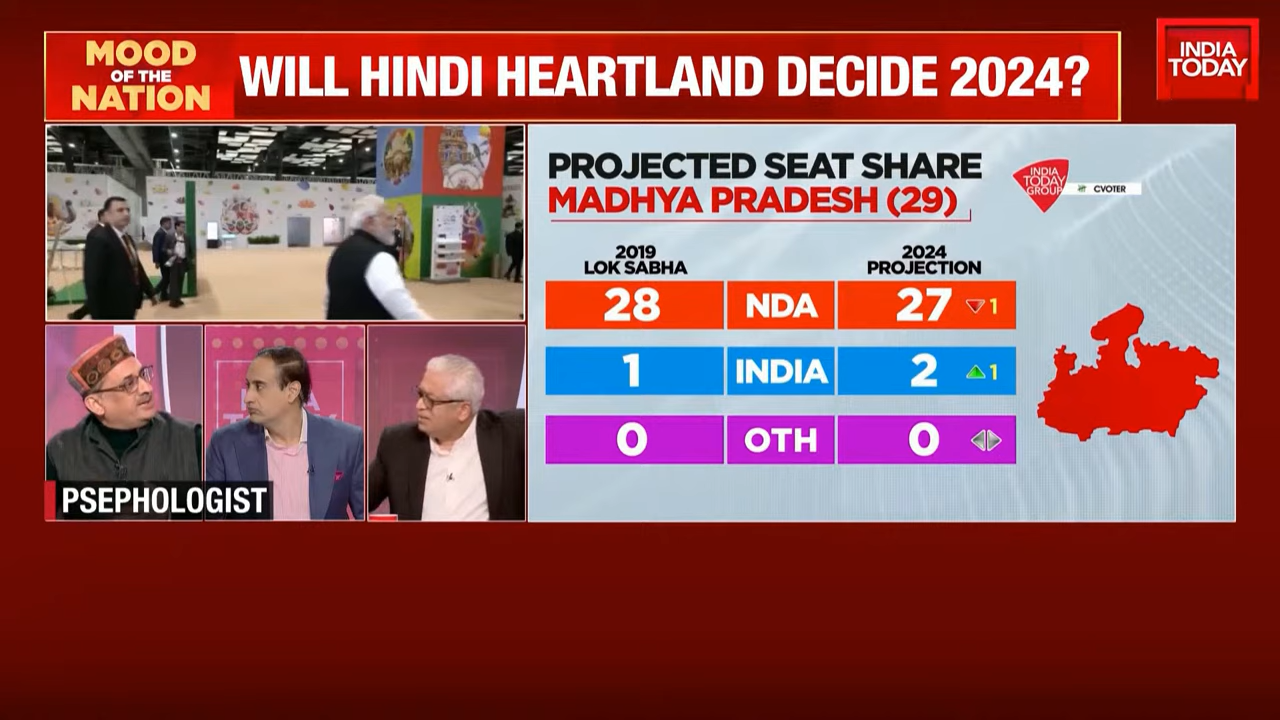 MOOD
OF THE
NATION
WILL HINDI HEARTLAND DECIDE 2024?
INDIA
TODAY
PROJECTED SEAT SHARE
MADHYA PRADESH (29)
INDIA
TODAY
GROUP
CVOTER
2019
LOK SABHA
2024
PROJECTION
28 NDA 27 1
1 INDIA 2 1
0 OTH 0
PSEPHOLOGIST